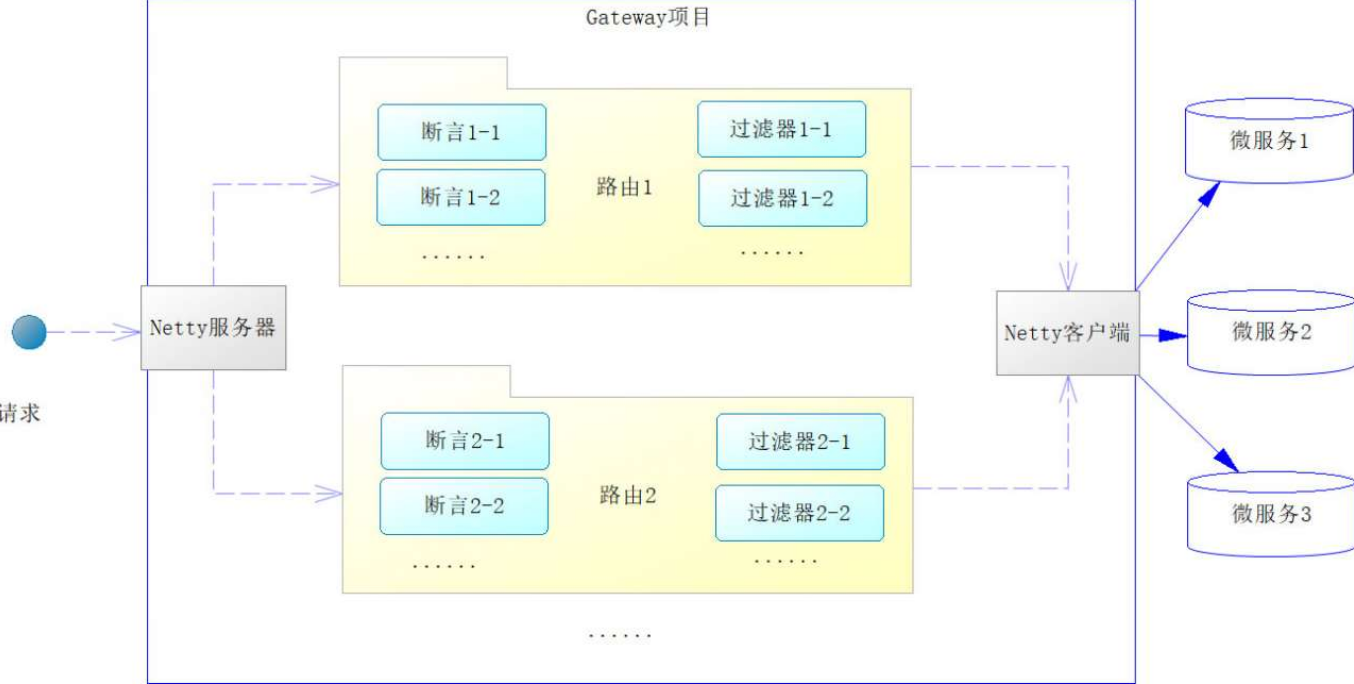 Gateway项目
断言1-1
过滤器1-1
断言1-2
路由1
过滤器1-2
......
......
微服务1
Netty服务器
Netty客户端
微服务2
请求
断言2-1
过滤器2-1
断言2-2
路由2
过滤器2-2
......
......
微服务3
......